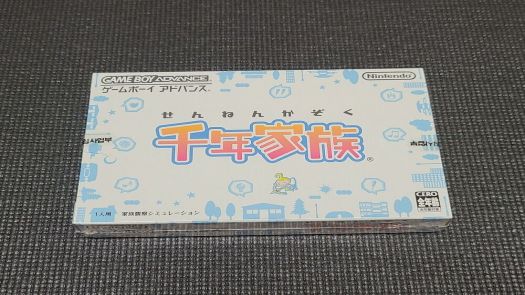 GAME BOY ADVANCE
ゲームボーイ アドバンス
Nintendo
せんねんかぞく
千年家族
®
1人用 家族観察シミュレーション
CERO
全年齢